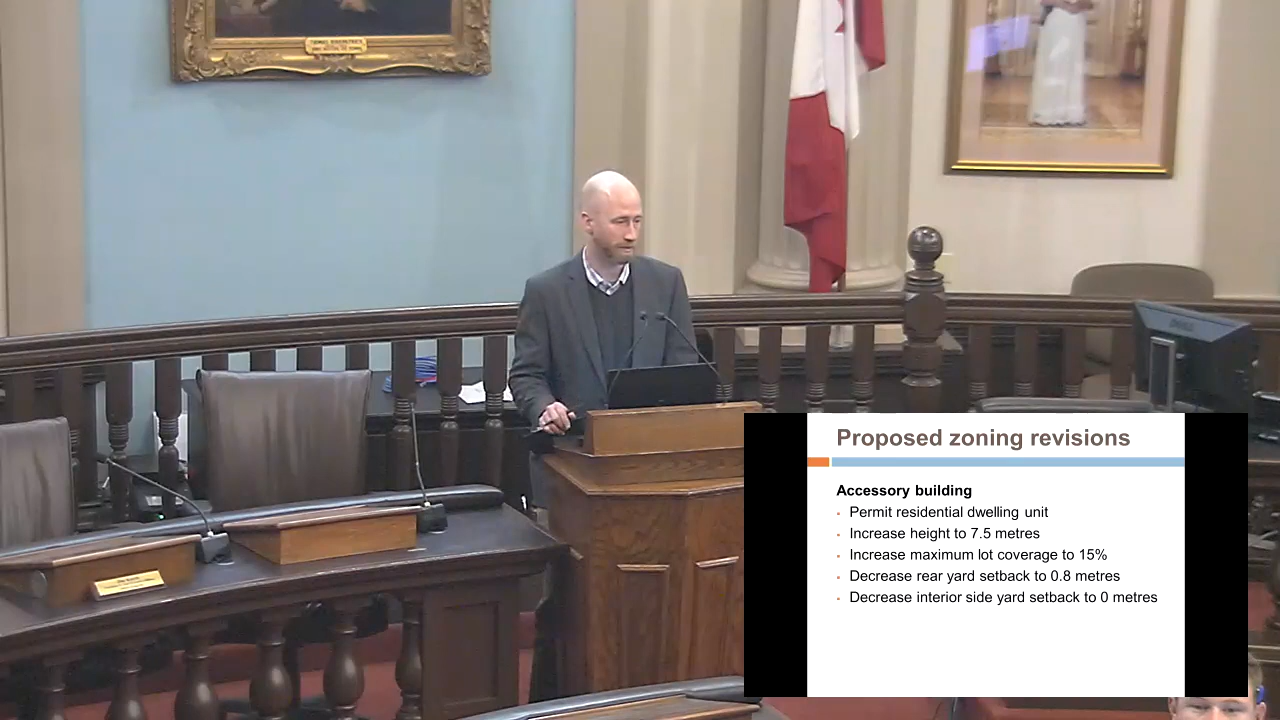 Proposed zoning revisions
Accessory building
Permit residential dwelling unit
Increase height to 7.5 metres
Increase maximum lot coverage to 15%
Decrease rear yard setback to 0.8 metres
Decrease interior side yard setback to 0 metres
DELL